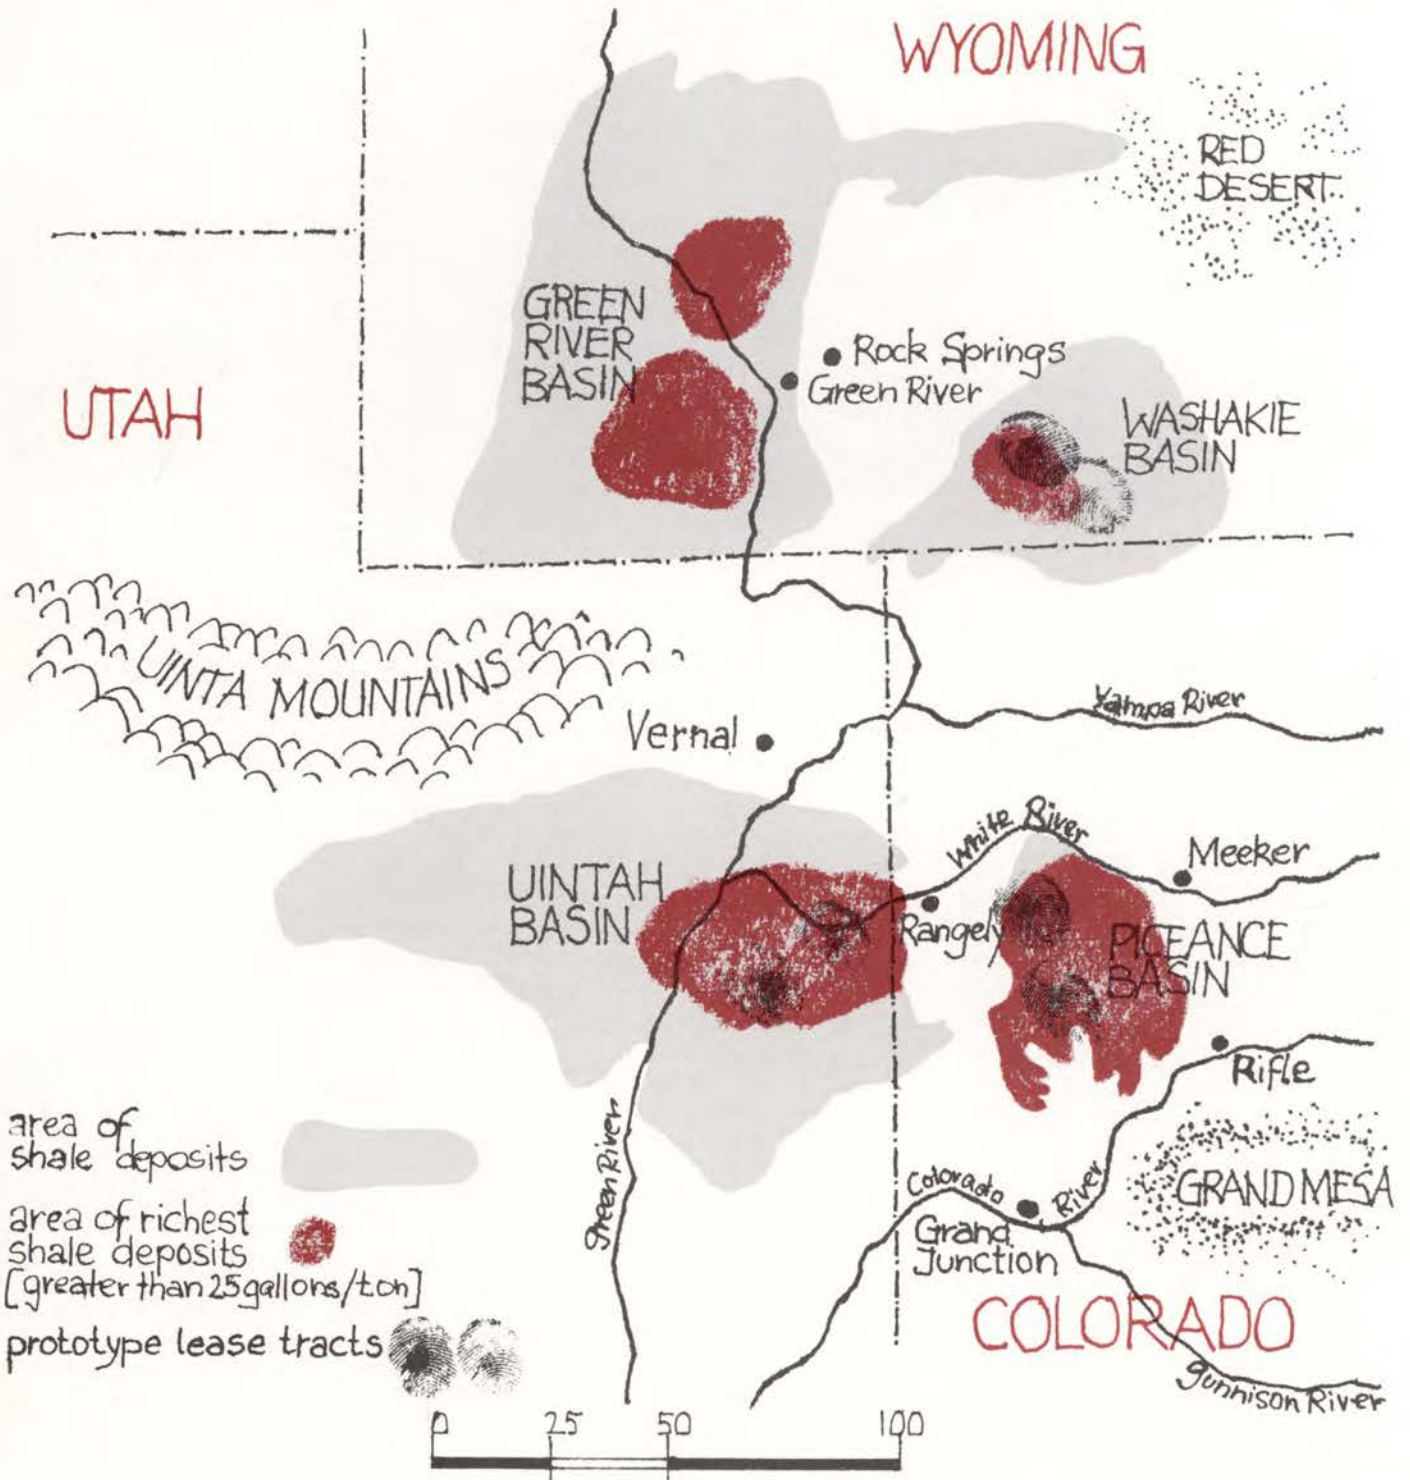 WYOMING
RED
DESERT
GREEN
RIVER
BASIN
Rock Springs
Green River
UTAH
WASHAKIE
BASIN
UINTA MOUNTAINS
Vernal
Yampa River
White River
Meeker
UINTAH
BASIN
Rangely
PICEANCE
BASIN
Rifle
Green River
Colorado River
GRAND MESA
Grand
Junction
COLORADO
Gunnison River
area of
shale deposits
area of richest
shale deposits
[greater than 25 gallons/ton]
prototype lease tracts
0 25 50 100